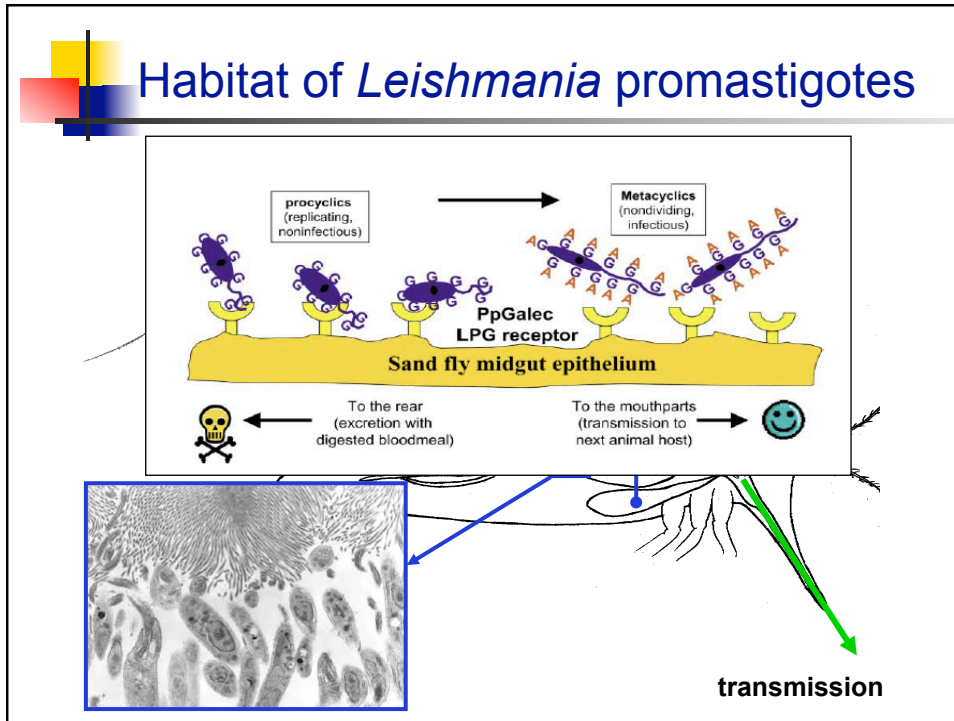 Habitat of Leishmania promastigotes
procyclics
(replicating,
noninfectious)
Metacyclics
(nondividing,
infectious)
G G G G G G G G
G G G G G G G
G G G G G G G G
A A A A A A A A A A
G G G G G G G G
A A A A A A A A A A
G G G G G G G G
PpGalec
LPG receptor
Sand fly midgut epithelium
To the rear
(excretion with
digested bloodmeal)
To the mouthparts
(transmission to
next animal host)
transmission